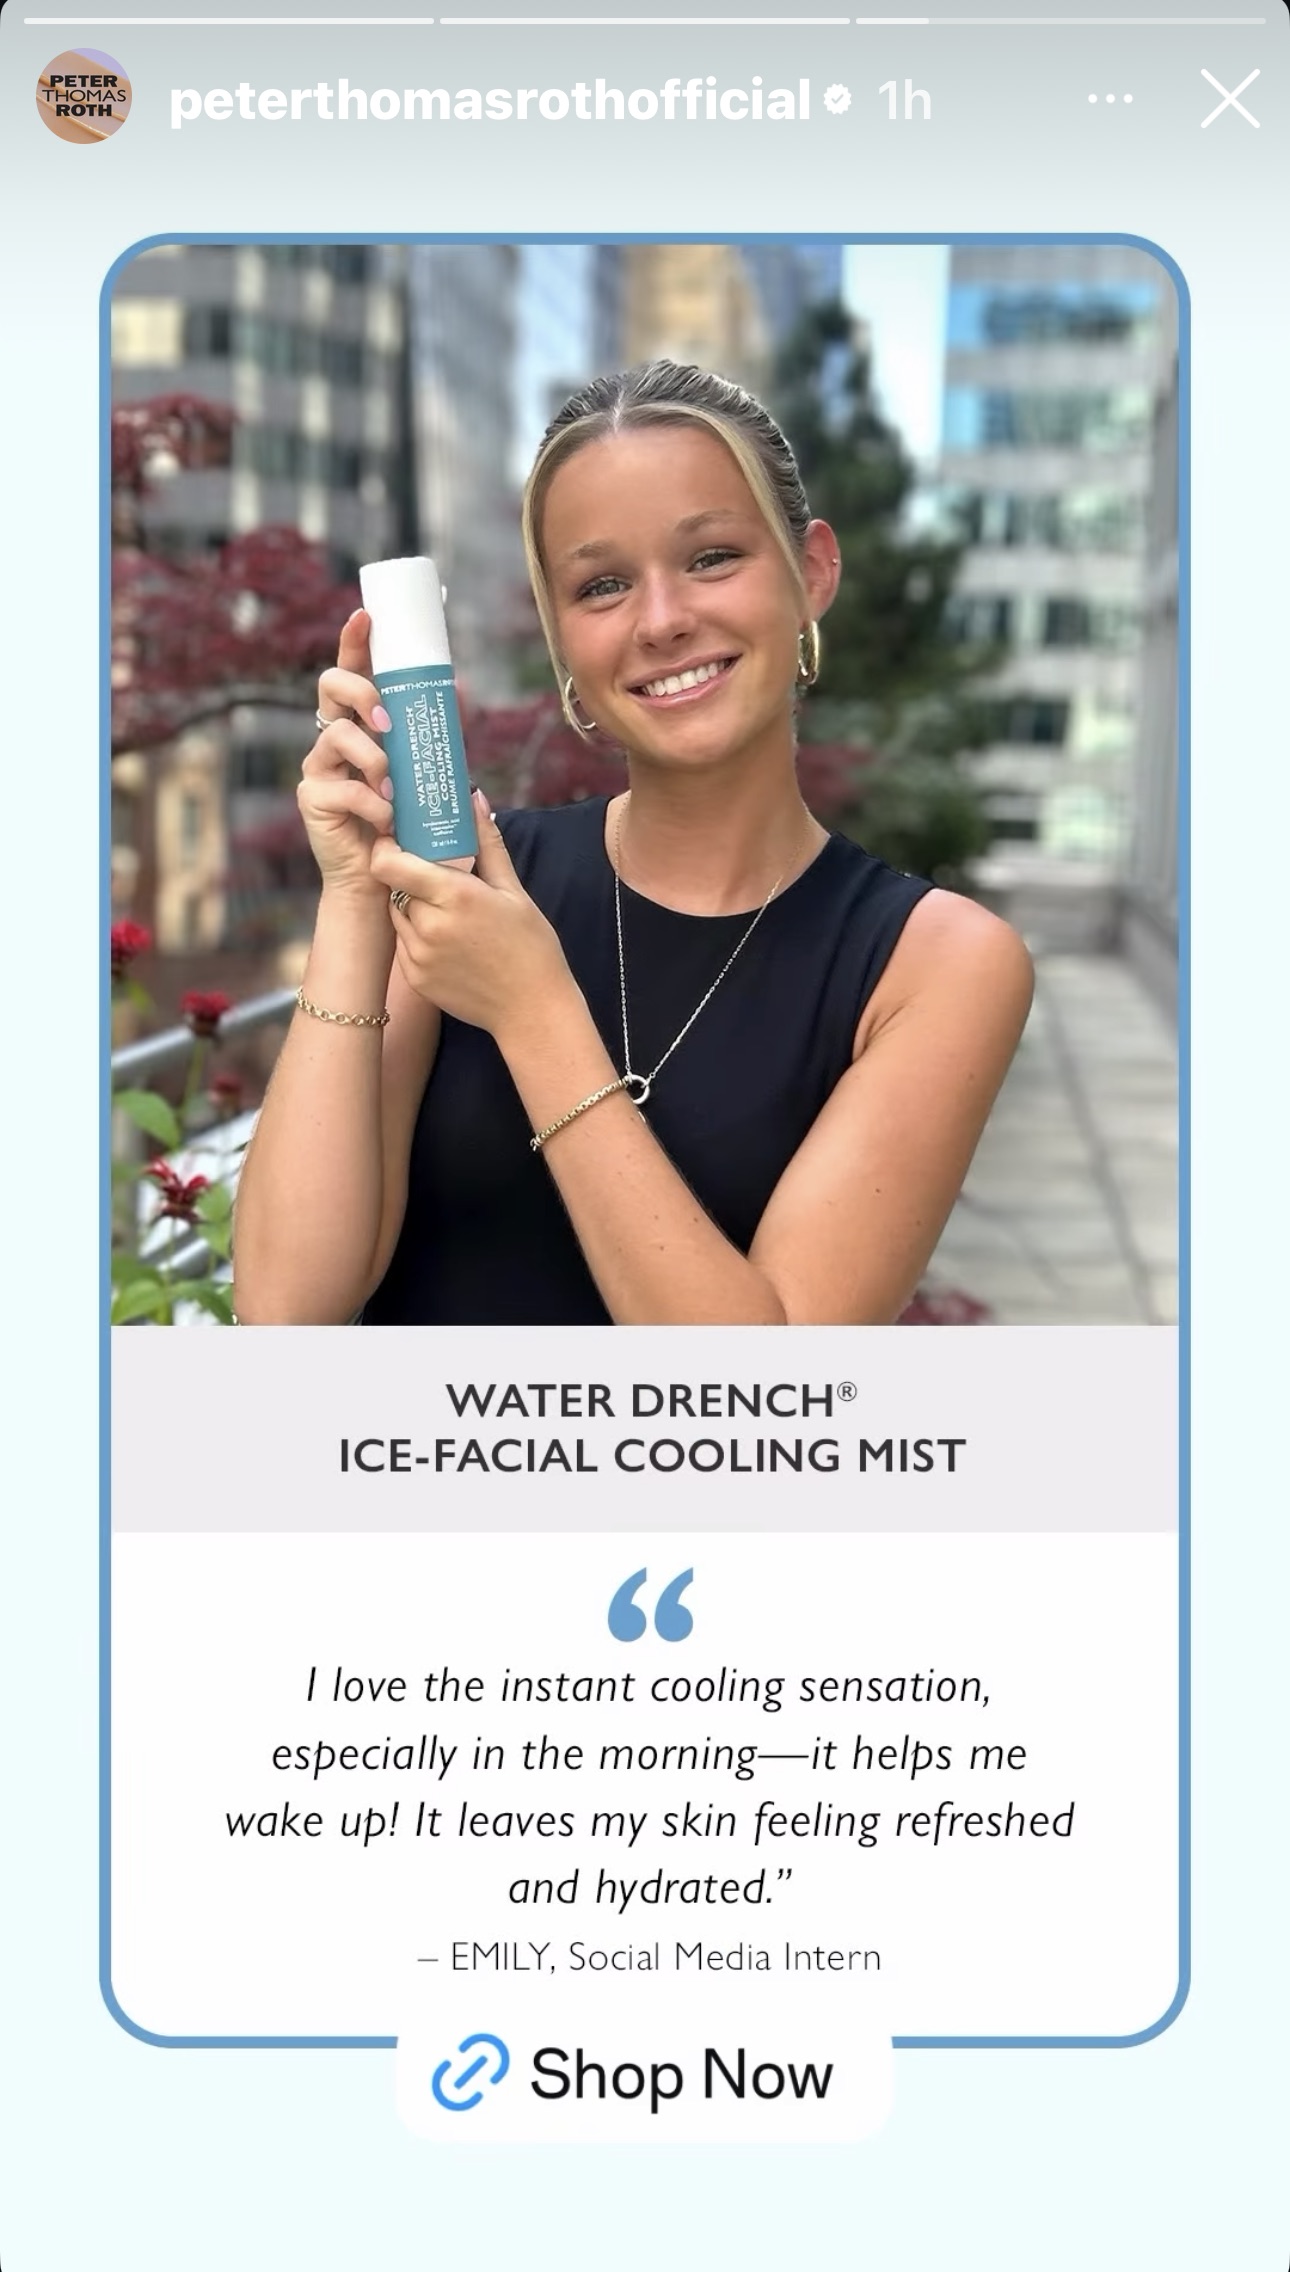 PETER
THOMAS
ROTH
peterthomasrothofficial 1h
PETERTHOMASROTH
WATER DRENCH®
ICE-FACIAL
COOLING MIST
BRUME RAFRAÎCHISSANTE
WATER DRENCH®
ICE-FACIAL COOLING MIST
“
I love the instant cooling sensation,
especially in the morning—it helps me
wake up! It leaves my skin feeling refreshed
and hydrated.”
– EMILY, Social Media Intern
Shop Now